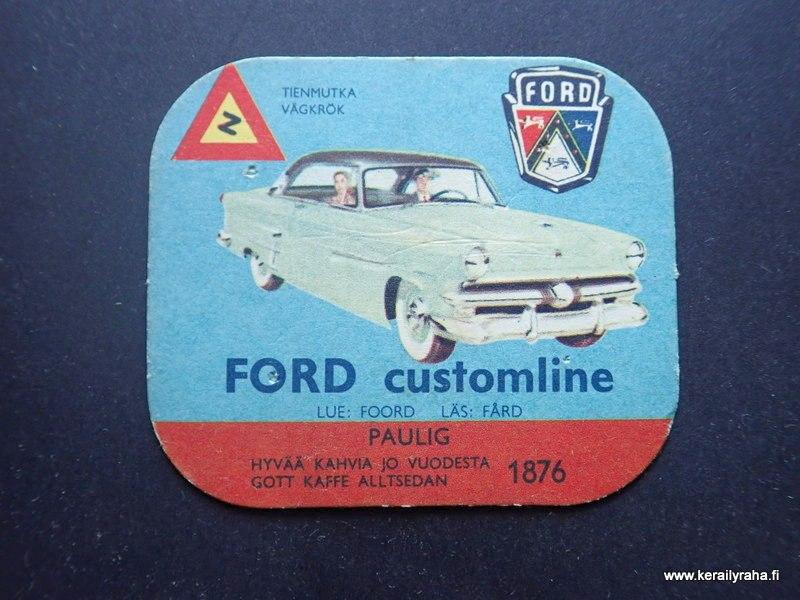 TIENMUTKA
VÄGKRÖK
FORD
FORD customline
LUE: FOORD LÄS: FÅRD
PAULIG
HYVÄÄ KAHVIA JO VUODESTA
GOTT KAFFE ALLTSEDAN 1876
www.kerailyraha.fi